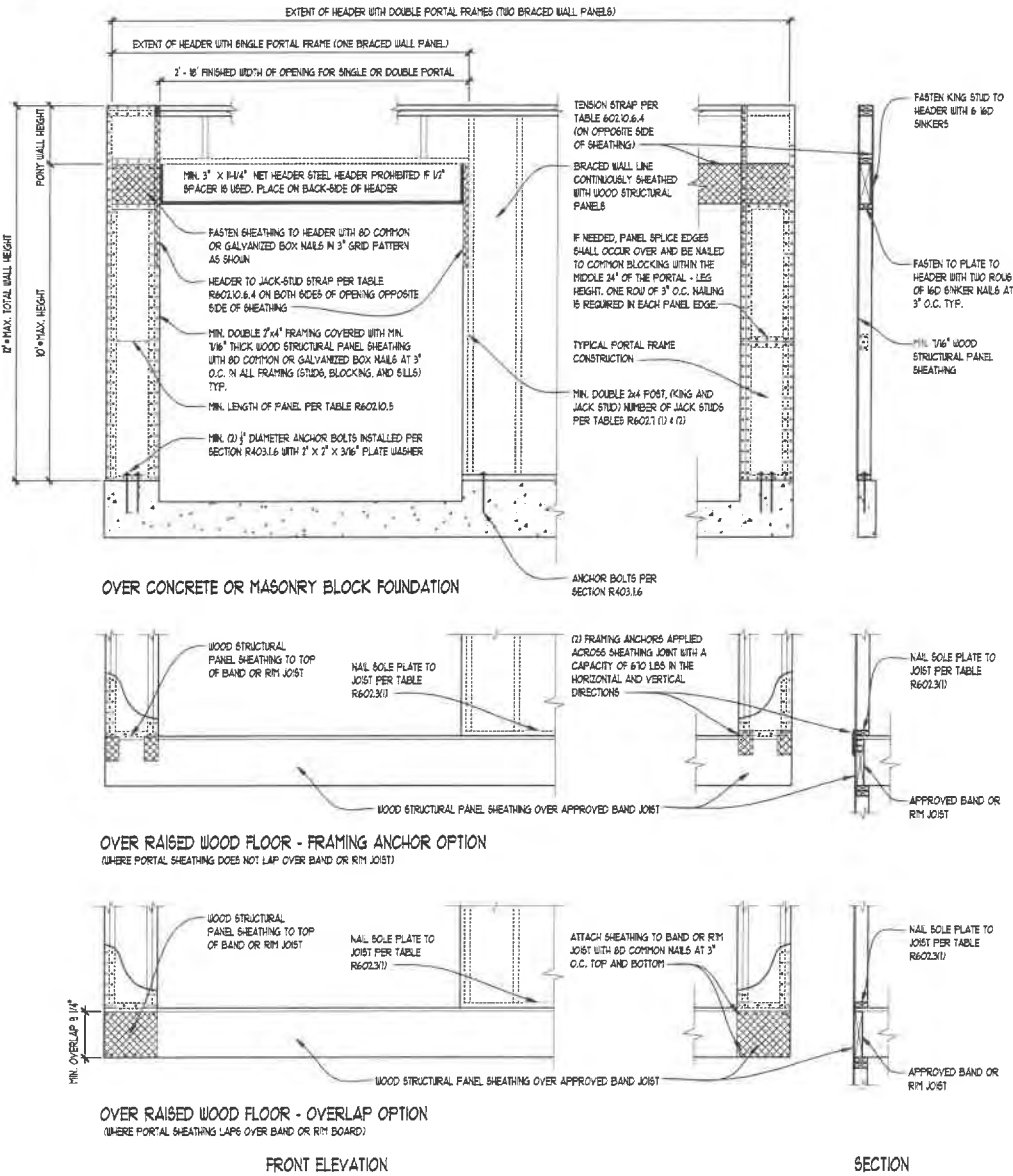 EXTENT OF HEADER WITH DOUBLE PORTAL FRAMES (TWO BRACED WALL PANELS)
EXTENT OF HEADER WITH SINGLE PORTAL FRAME (ONE BRACED WALL PANEL)
2' - 18' FINISHED WIDTH OF OPENING FOR SINGLE OR DOUBLE PORTAL
12' MAX. TOTAL WALL HEIGHT
PONY WALL HEIGHT
10' MAX. HEIGHT
MIN. 3" X 11-1/4" NET HEADER STEEL HEADER PROHIBITED IF 1/2"
SPACER IS USED. PLACE ON BACK-SIDE OF HEADER
FASTEN SHEATHING TO HEADER WITH 8D COMMON
OR GALVANIZED BOX NAILS IN 3" GRID PATTERN
AS SHOWN
HEADER TO JACK-STUD STRAP PER TABLE
R602.10.6.4 ON BOTH SIDES OF OPENING OPPOSITE
SIDE OF SHEATHING
MIN. DOUBLE 2"x4" FRAMING COVERED WITH MIN.
7/16" THICK WOOD STRUCTURAL PANEL SHEATHING
WITH 8D COMMON OR GALVANIZED BOX NAILS AT 3"
O.C. IN ALL FRAMING (STUDS, BLOCKING, AND SILLS)
TYP.
MIN. LENGTH OF PANEL PER TABLE R602.10.5
MIN. (2) ½" DIAMETER ANCHOR BOLTS INSTALLED PER
SECTION R403.1.6 WITH 2" X 2" X 3/16" PLATE WASHER
TENSION STRAP PER
TABLE 602.10.6.4
(ON OPPOSITE SIDE
OF SHEATHING)
BRACED WALL LINE
CONTINUOUSLY SHEATHED
WITH WOOD STRUCTURAL
PANELS
IF NEEDED, PANEL SPLICE EDGES
SHALL OCCUR OVER AND BE NAILED
TO COMMON BLOCKING WITHIN THE
MIDDLE 24" OF THE PORTAL - LEG
HEIGHT. ONE ROW OF 3" O.C. NAILING
IS REQUIRED IN EACH PANEL EDGE.
TYPICAL PORTAL FRAME
CONSTRUCTION
MIN. DOUBLE 2x4 POST, (KING AND
JACK STUD) NUMBER OF JACK STUDS
PER TABLES R602.7 (1) & (2)
ANCHOR BOLTS PER
SECTION R403.1.6
FASTEN KING STUD TO
HEADER WITH 6 16D
SINKERS
FASTEN TO PLATE TO
HEADER WITH TWO ROWS
OF 16D SINKER NAILS AT
3" O.C. TYP.
MIN. 7/16" WOOD
STRUCTURAL PANEL
SHEATHING
OVER CONCRETE OR MASONRY BLOCK FOUNDATION
WOOD STRUCTURAL
PANEL SHEATHING TO TOP
OF BAND OR RIM JOIST
NAIL SOLE PLATE TO
JOIST PER TABLE
R602.3(1)
(2) FRAMING ANCHORS APPLIED
ACROSS SHEATHING JOINT WITH A
CAPACITY OF 670 LBS IN THE
HORIZONTAL AND VERTICAL
DIRECTIONS
NAIL SOLE PLATE TO
JOIST PER TABLE
R602.3(1)
APPROVED BAND OR
RIM JOIST
WOOD STRUCTURAL PANEL SHEATHING OVER APPROVED BAND JOIST
OVER RAISED WOOD FLOOR - FRAMING ANCHOR OPTION
(WHERE PORTAL SHEATHING DOES NOT LAP OVER BAND OR RIM JOIST)
WOOD STRUCTURAL
PANEL SHEATHING TO TOP
OF BAND OR RIM JOIST
NAIL SOLE PLATE TO
JOIST PER TABLE
R602.3(1)
ATTACH SHEATHING TO BAND OR RIM
JOIST WITH 8D COMMON NAILS AT 3"
O.C. TOP AND BOTTOM
NAIL SOLE PLATE TO
JOIST PER TABLE
R602.3(1)
MIN. OVERLAP 9 1/4"
APPROVED BAND OR
RIM JOIST
WOOD STRUCTURAL PANEL SHEATHING OVER APPROVED BAND JOIST
OVER RAISED WOOD FLOOR - OVERLAP OPTION
(WHERE PORTAL SHEATHING LAPS OVER BAND OR RIM BOARD)
FRONT ELEVATION
SECTION